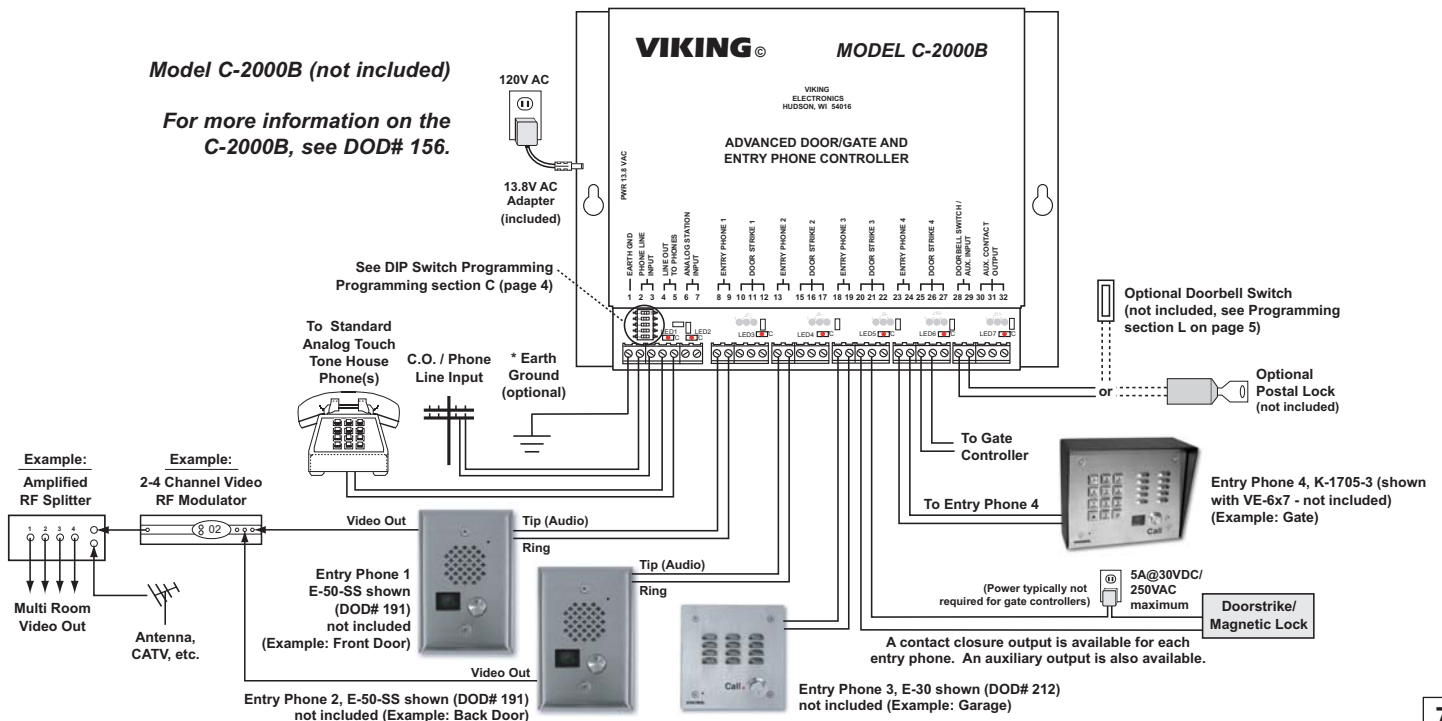 VIKING ©
MODEL C-2000B
Model C-2000B (not included)
For more information on the
C-2000B, see DOD# 156.
120V AC
VIKING
ELECTRONICS
HUDSON, WI 54016
ADVANCED DOOR/GATE AND
ENTRY PHONE CONTROLLER
PWR 13.8 VAC
13.8V AC
Adapter
(included)
EARTH GND
PHONE LINE
INPUT
LINE OUT
TO PHONES
ANALOG STATION
INPUT
ENTRY PHONE 1
DOOR STRIKE 1
ENTRY PHONE 2
DOOR STRIKE 2
ENTRY PHONE 3
DOOR STRIKE 3
ENTRY PHONE 4
DOOR STRIKE 4
DOORBELL SWITCH /
AUX. INPUT
AUX. CONTACT
OUTPUT
1 2 3 4 5 6 7 8 9 10 11 12 13 15 16 17 18 19 20 21 22 23 24 25 26 27 28 29 30 31 32
LED1 LED2 LED3 LED4 LED5 LED6 LED7
See DIP Switch Programming
Programming section C (page 4)
Optional Doorbell Switch
(not included, see Programming
section L on page 5)
or
Optional
Postal Lock
(not included)
To Standard
Analog Touch
Tone House
Phone(s)
C.O. / Phone
Line Input
* Earth
Ground
(optional)
To Gate
Controller
To Entry Phone 4
Entry Phone 4, K-1705-3 (shown
with VE-6x7 - not included)
(Example: Gate)
Call
Example:
Amplified
RF Splitter
1 2 3 4
Example:
2-4 Channel Video
RF Modulator
02
Multi Room
Video Out
Antenna,
CATV, etc.
Video Out
Tip (Audio)
Ring
Entry Phone 1
E-50-SS shown
(DOD# 191)
not included
(Example: Front Door)
Tip (Audio)
Ring
Video Out
Entry Phone 2, E-50-SS shown (DOD# 191)
not included (Example: Back Door)
Call
VIKING
Entry Phone 3, E-30 shown (DOD# 212)
not included (Example: Garage)
(Power typically not
required for gate controllers)
5A@30VDC/
250VAC
maximum
Doorstrike/
Magnetic Lock
A contact closure output is available for each
entry phone. An auxiliary output is also available.
7